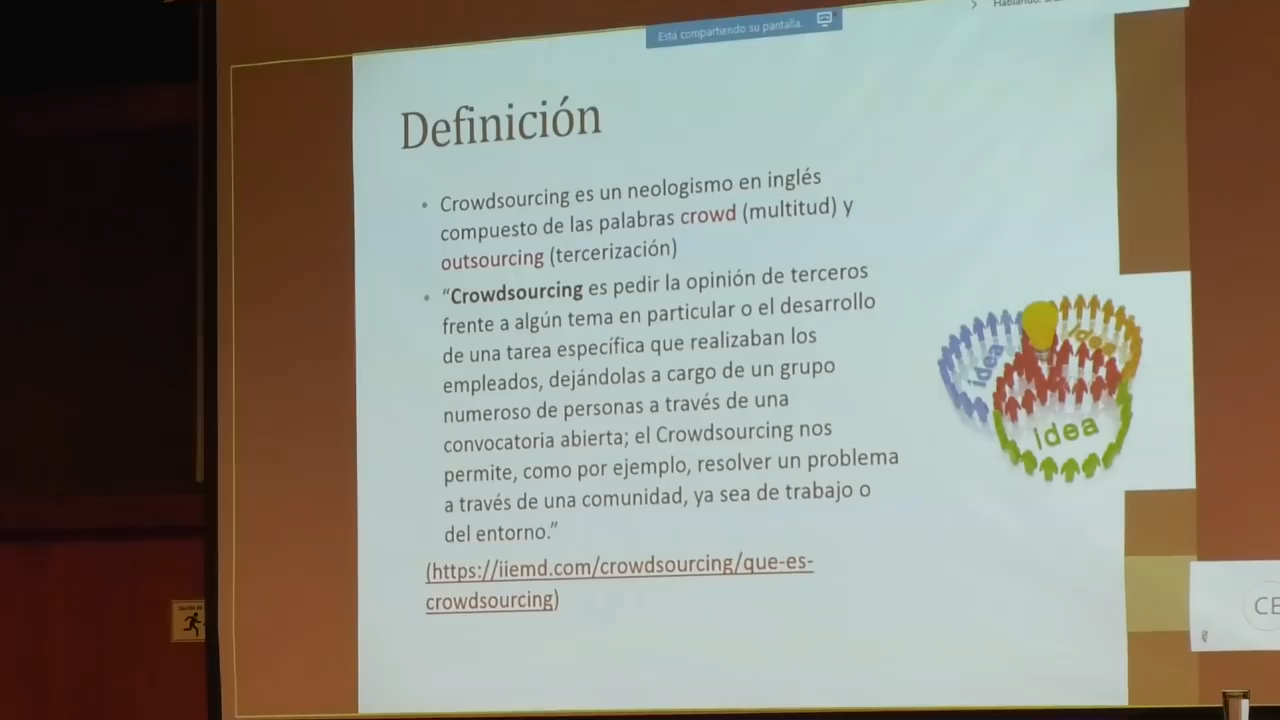 Está compartiendo su pantalla.
Definición
• Crowdsourcing es un neologismo en inglés
compuesto de las palabras crowd (multitud) y
outsourcing (tercerización)
• “Crowdsourcing es pedir la opinión de terceros
frente a algún tema en particular o el desarrollo
de una tarea específica que realizaban los
empleados, dejándolas a cargo de un grupo
numeroso de personas a través de una
convocatoria abierta; el Crowdsourcing nos
permite, como por ejemplo, resolver un problema
a través de una comunidad, ya sea de trabajo o
del entorno.”
(https://iiemd.com/crowdsourcing/que-es-
crowdsourcing)
idea
idea
idea
CE